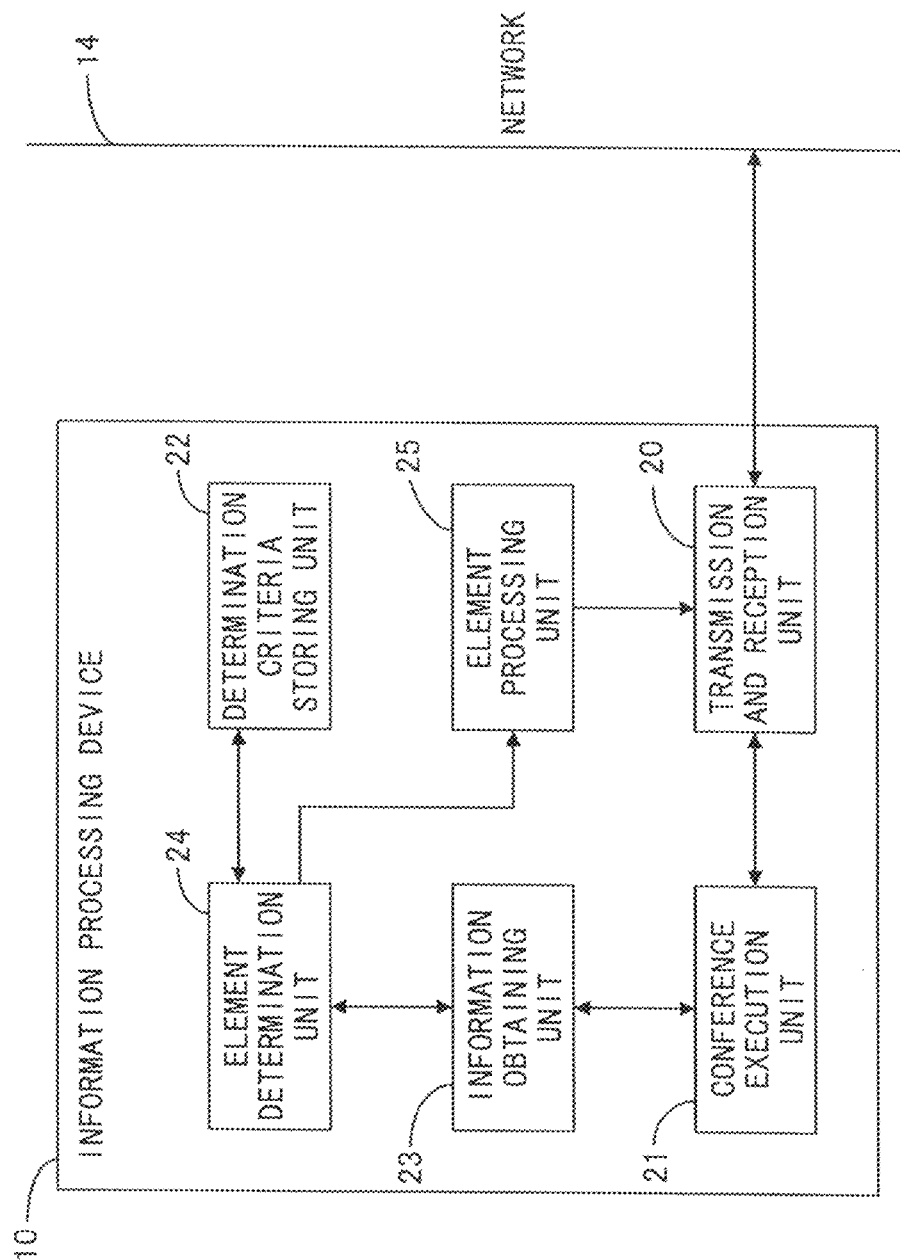 10
INFORMATION PROCESSING DEVICE
24
ELEMENT
DETERMINATION
UNIT
22
DETERMINATION
CRITERIA
STORING UNIT
23
INFORMATION
OBTAINING
UNIT
25
ELEMENT
PROCESSING
UNIT
21
CONFERENCE
EXECUTION
UNIT
20
TRANSMISSION
AND RECEPTION
UNIT
14
NETWORK